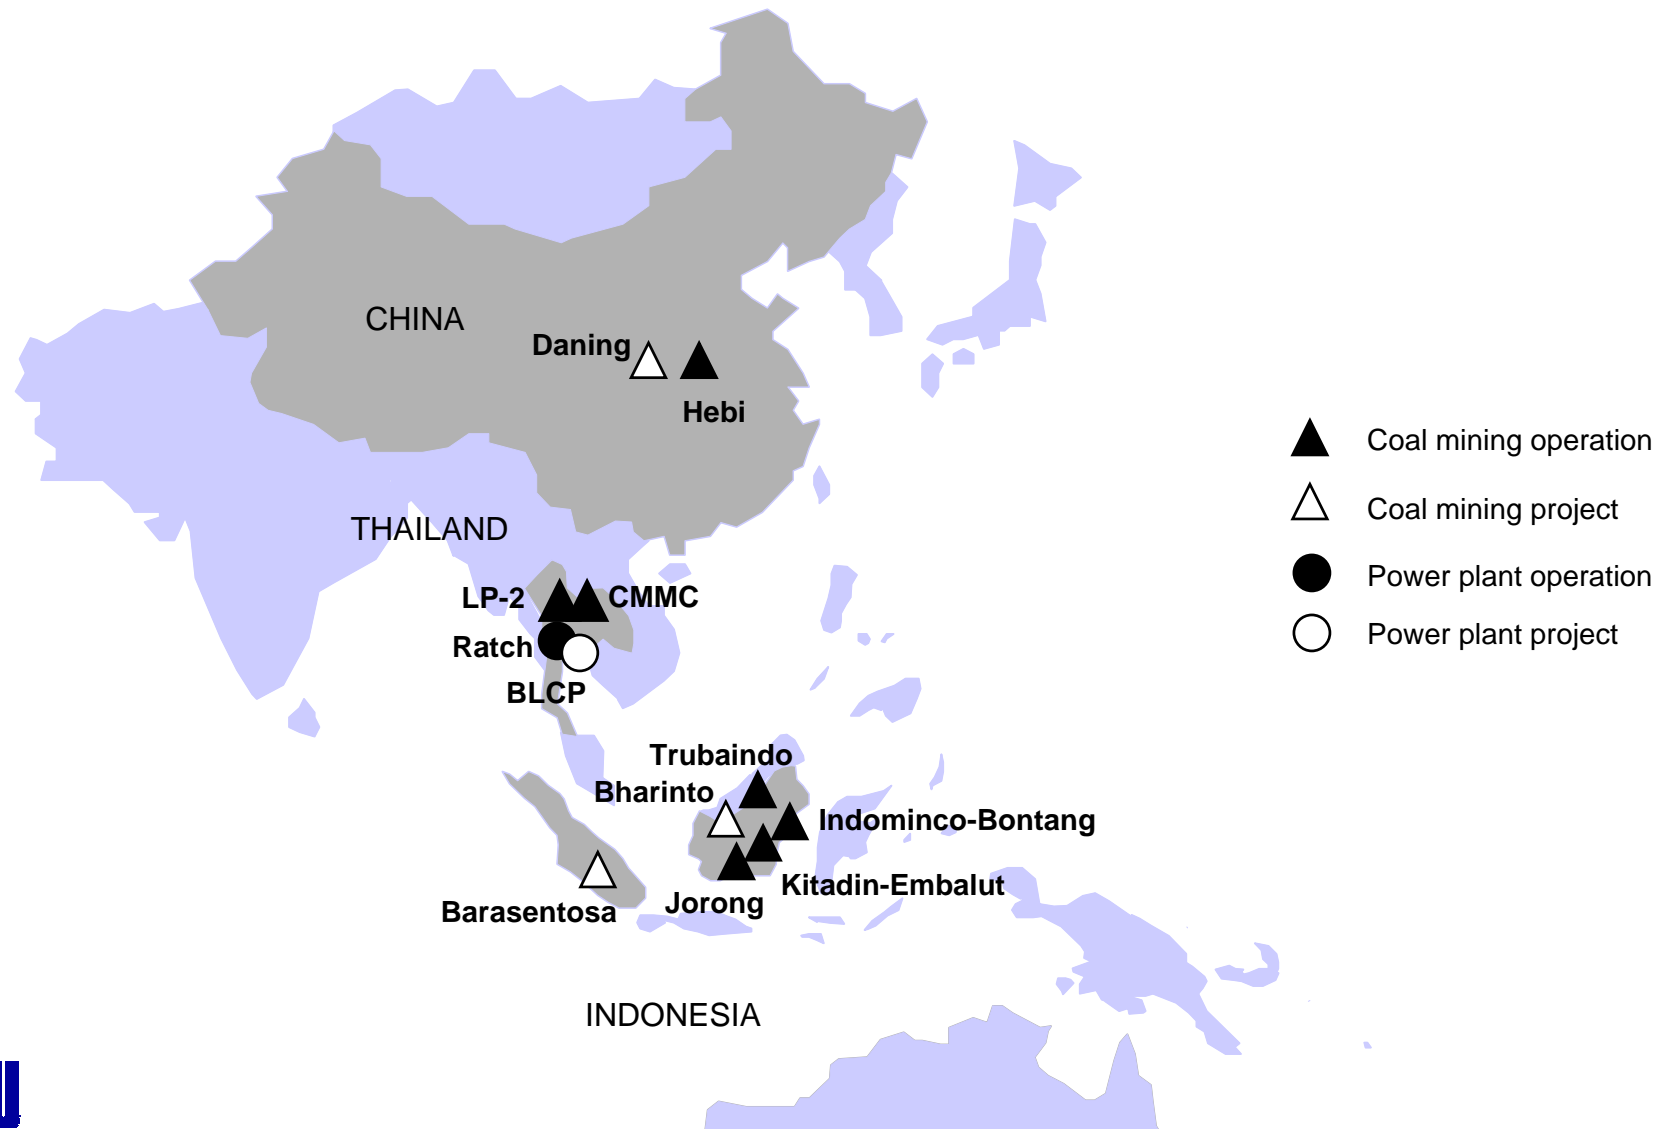 CHINA
Daning
Hebi
Coal mining operation
Coal mining project
THAILAND
Power plant operation
LP-2
CMMC
Power plant project
Ratch
BLCP
Trubaindo
Bharinto
Indominco-Bontang
Kitadin-Embalut
Jorong
Barasentosa
INDONESIA